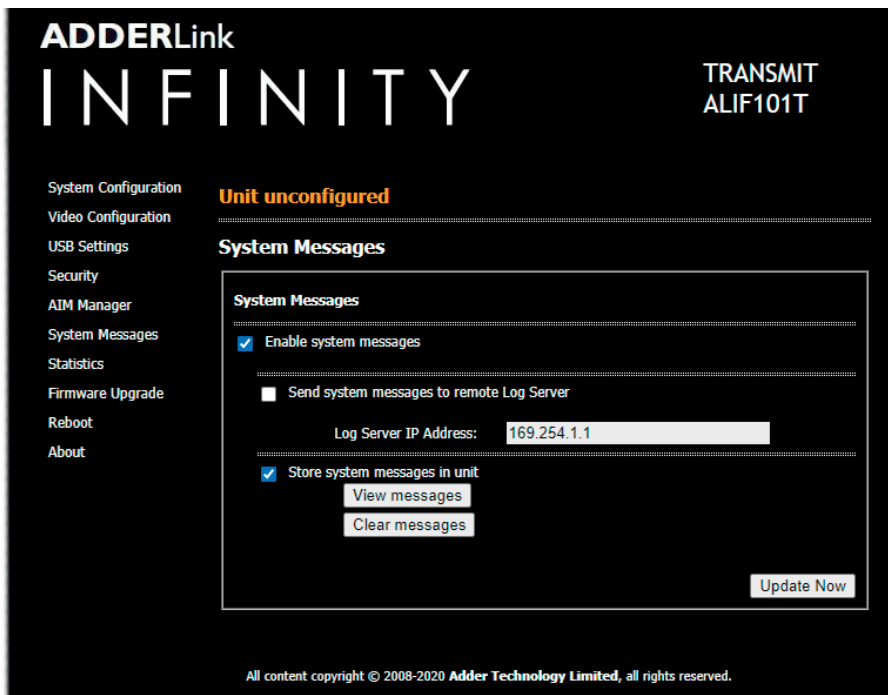 ADDERLink
INFINITY
TRANSMIT
ALIF101T
System Configuration
Video Configuration
USB Settings
Security
AIM Manager
System Messages
Statistics
Firmware Upgrade
Reboot
About
Unit unconfigured
System Messages
System Messages
Enable system messages
Send system messages to remote Log Server
Log Server IP Address: 169.254.1.1
Store system messages in unit
View messages
Clear messages
Update Now
All content copyright © 2008-2020 Adder Technology Limited, all rights reserved.